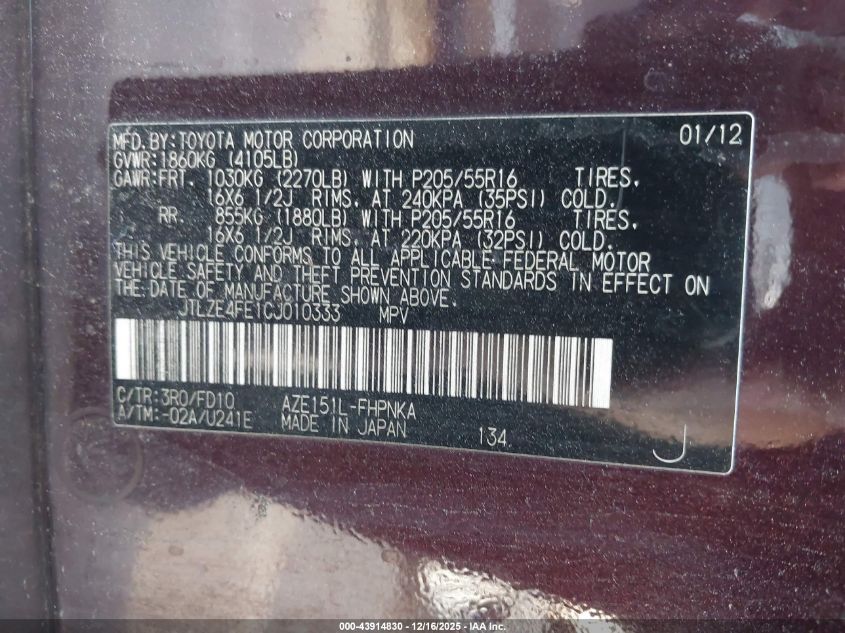 MFD.BY:TOYOTA MOTOR CORPORATION 01/12
GVWR:1860KG (4105LB)
GAWR:FRT. 1030KG (2270LB) WITH P205/55R16 TIRES,
16X6 1/2J RIMS, AT 240KPA (35PSI) COLD.
RR. 855KG (1880LB) WITH P205/55R16 TIRES,
16X6 1/2J RIMS, AT 220KPA (32PSI) COLD.
THIS VEHICLE CONFORMS TO ALL APPLICABLE FEDERAL MOTOR
VEHICLE SAFETY AND THEFT PREVENTION STANDARDS IN EFFECT ON
THE DATE OF MANUFACTURE SHOWN ABOVE.
JTLZE4FE1CJ010333 MPV
C/TR:3R0/FD10 AZE151L-FHPNKA
A/TM:-02A/U241E MADE IN JAPAN 134 J
000-43914830 - 12/16/2025 - IAA Inc.